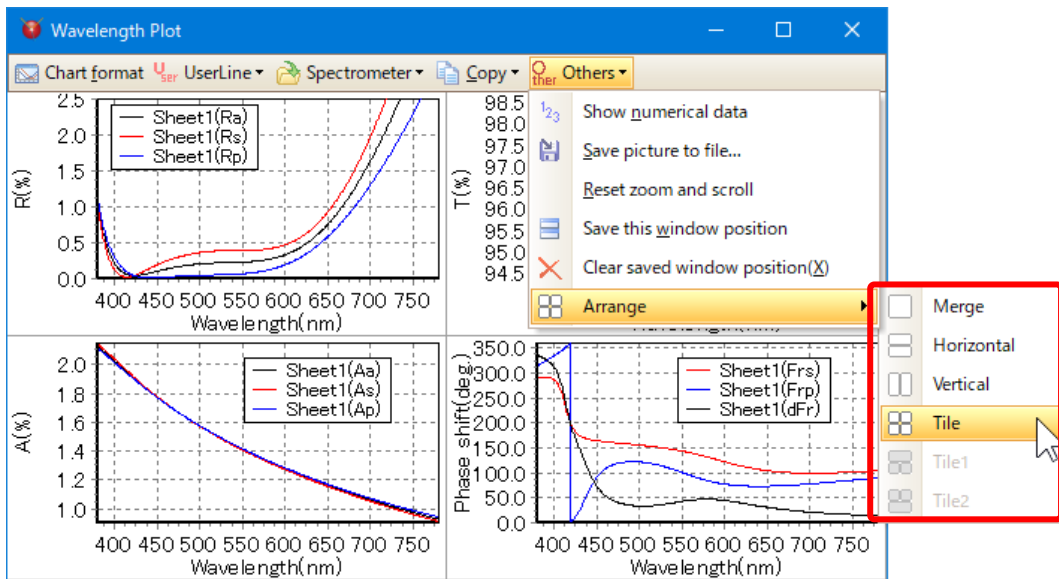 Wavelength Plot
Chart format User UserLine Spectrometer Copy Other Others
2.5
2.0
1.5
1.0
0.5
0.0
R(%)
Sheet1(Ra)
Sheet1(Rs)
Sheet1(Rp)
400 450 500 550 600 650 700 750
Wavelength(nm)
98.5
98.0
97.5
97.0
96.5
96.0
95.5
95.0
94.5
T(%)
123 Show numerical data
Save picture to file...
Reset zoom and scroll
Save this window position
Clear saved window position(X)
Arrange
Merge
Horizontal
Vertical
Tile
Tile1
Tile2
2.0
1.8
1.6
1.4
1.2
1.0
A(%)
Sheet1(Aa)
Sheet1(As)
Sheet1(Ap)
400 450 500 550 600 650 700 750
Wavelength(nm)
350.0
300.0
250.0
200.0
150.0
100.0
50.0
0.0
Phase shift(deg.)
Sheet1(Frs)
Sheet1(Frp)
Sheet1(dFr)
400 450 500 550 600 650 700 750
Wavelength(nm)